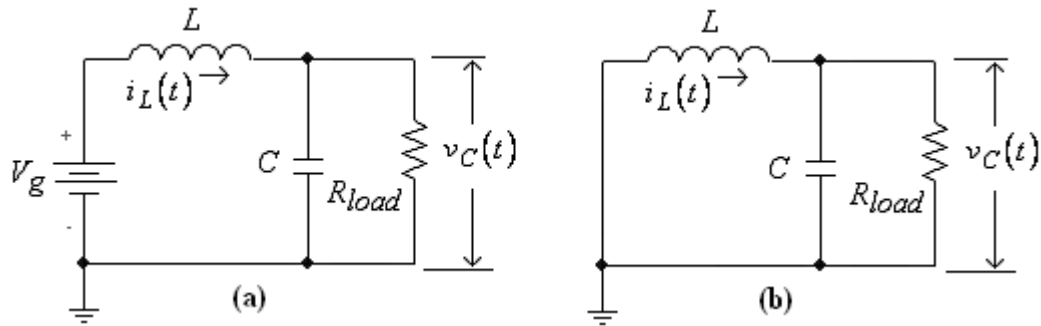 L
i_L(t)
+
V_g
-
C
R_load
v_C(t)
(a)
L
i_L(t)
C
R_load
v_C(t)
(b)